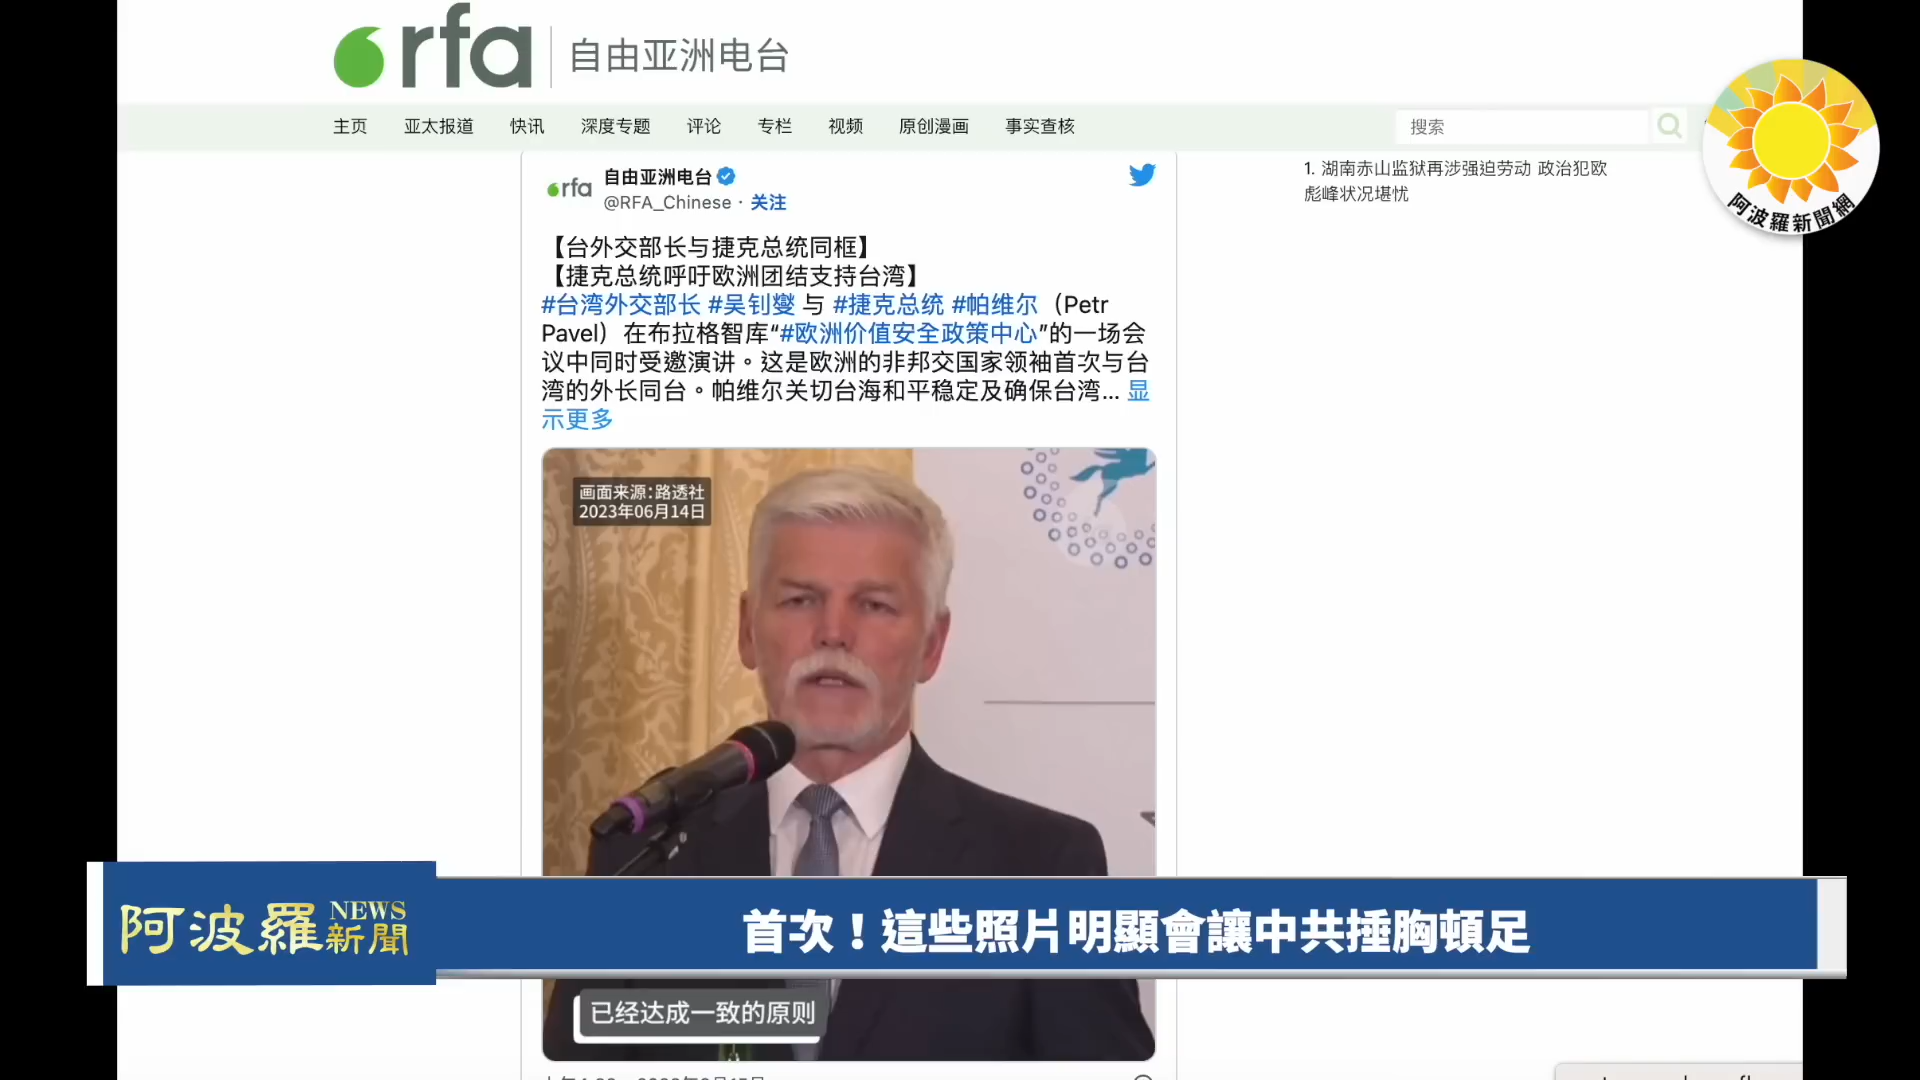 rfa 自由亚洲电台
主页 亚太报道 快讯 深度专题 评论 专栏 视频 原创漫画 事实查核
搜索
阿波羅新聞網
1. 湖南赤山监狱再涉强迫劳动 政治犯欧
彪峰状况堪忧
rfa
自由亚洲电台
@RFA_Chinese · 关注
【台外交部长与捷克总统同框】
【捷克总统呼吁欧洲团结支持台湾】
#台湾外交部长 #吴钊燮 与 #捷克总统 #帕维尔（Petr
Pavel）在布拉格智库“#欧洲价值安全政策中心”的一场会
议中同时受邀演讲。这是欧洲的非邦交国家领袖首次与台
湾的外长同台。帕维尔关切台海和平稳定及确保台湾... 显
示更多
画面来源：路透社
2023年06月14日
阿波羅新聞 NEWS
首次！這些照片明顯會讓中共捶胸頓足
已经达成一致的原则